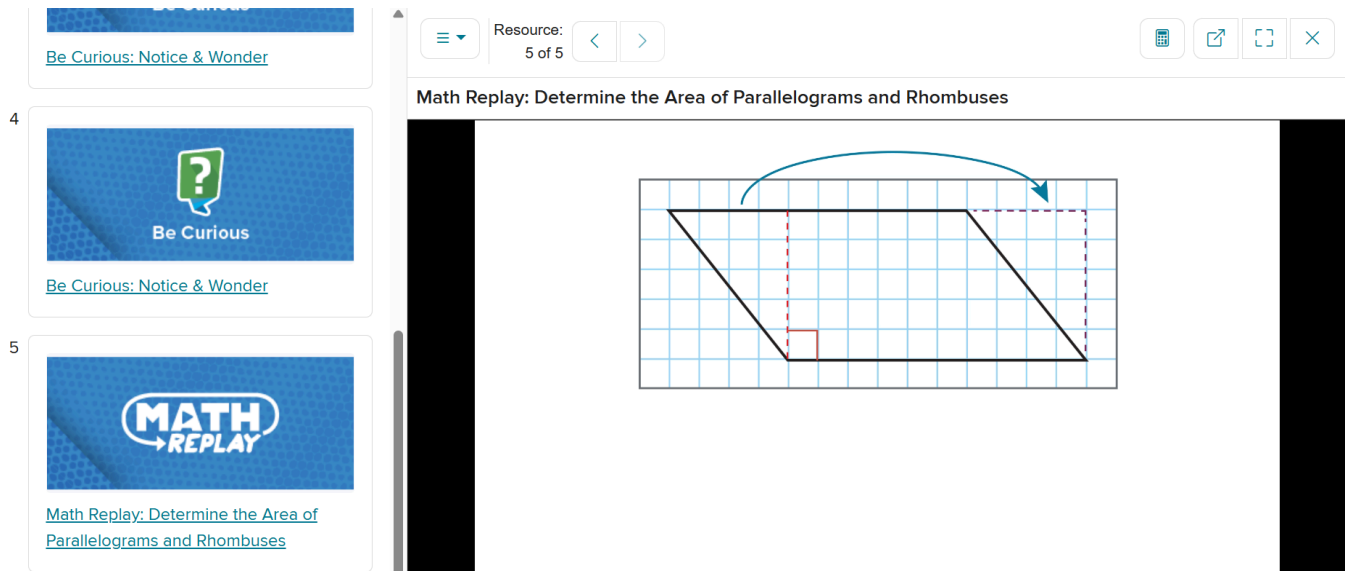 Be Curious: Notice & Wonder
4
?
Be Curious
Be Curious: Notice & Wonder
5
MATH
REPLAY
Math Replay: Determine the Area of
Parallelograms and Rhombuses
Resource:
5 of 5
Math Replay: Determine the Area of Parallelograms and Rhombuses